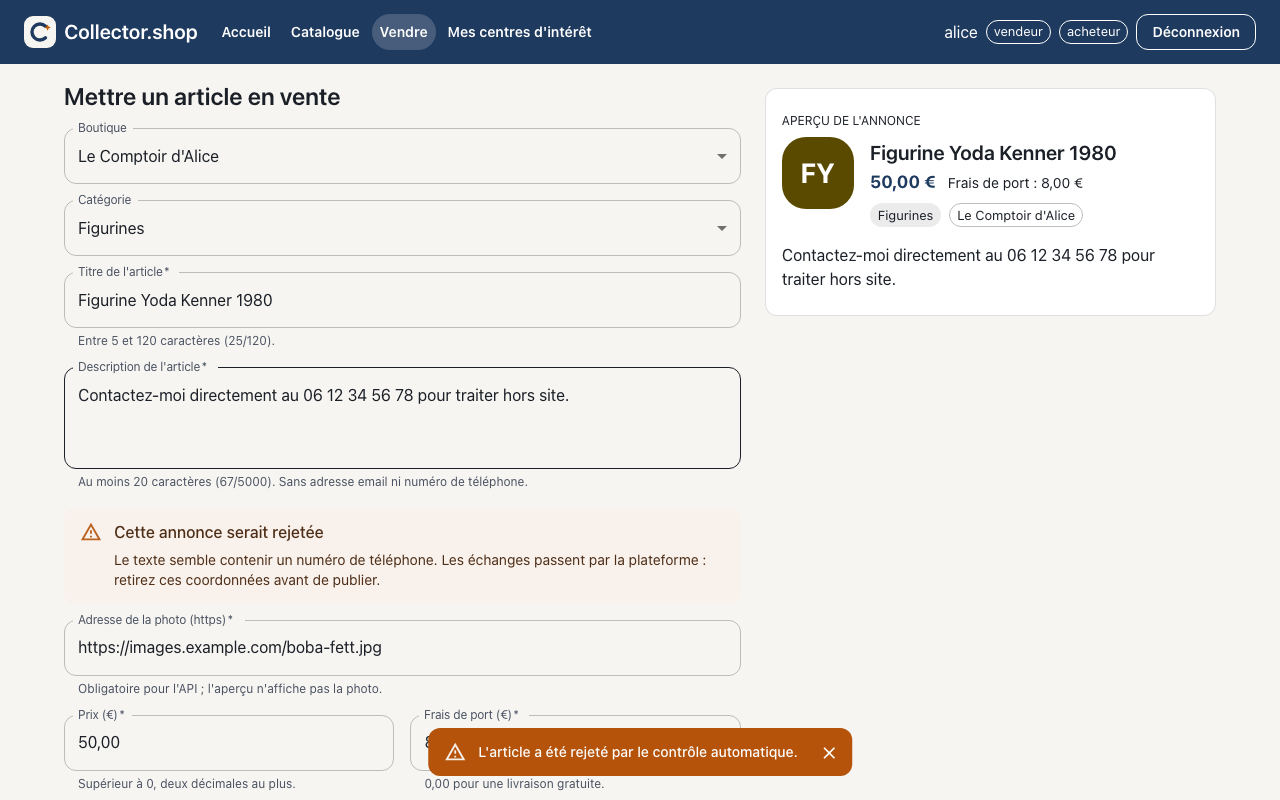 Collector.shop
Accueil
Catalogue
Vendre
Mes centres d'intérêt
alice
vendeur
acheteur
Déconnexion
Mettre un article en vente
Boutique
Le Comptoir d'Alice
Catégorie
Figurines
Titre de l'article *
Figurine Yoda Kenner 1980
Entre 5 et 120 caractères (25/120).
Description de l'article *
Contactez-moi directement au 06 12 34 56 78 pour traiter hors site.
Au moins 20 caractères (67/5000). Sans adresse email ni numéro de téléphone.
Cette annonce serait rejetée
Le texte semble contenir un numéro de téléphone. Les échanges passent par la plateforme :
retirez ces coordonnées avant de publier.
Adresse de la photo (https) *
https://images.example.com/boba-fett.jpg
Obligatoire pour l'API ; l'aperçu n'affiche pas la photo.
Prix (€) *
50,00
Supérieur à 0, deux décimales au plus.
Frais de port (€) *
0,00 pour une livraison gratuite.
APERÇU DE L'ANNONCE
FY
Figurine Yoda Kenner 1980
50,00 €
Frais de port : 8,00 €
Figurines
Le Comptoir d'Alice
Contactez-moi directement au 06 12 34 56 78 pour
traiter hors site.
L'article a été rejeté par le contrôle automatique.